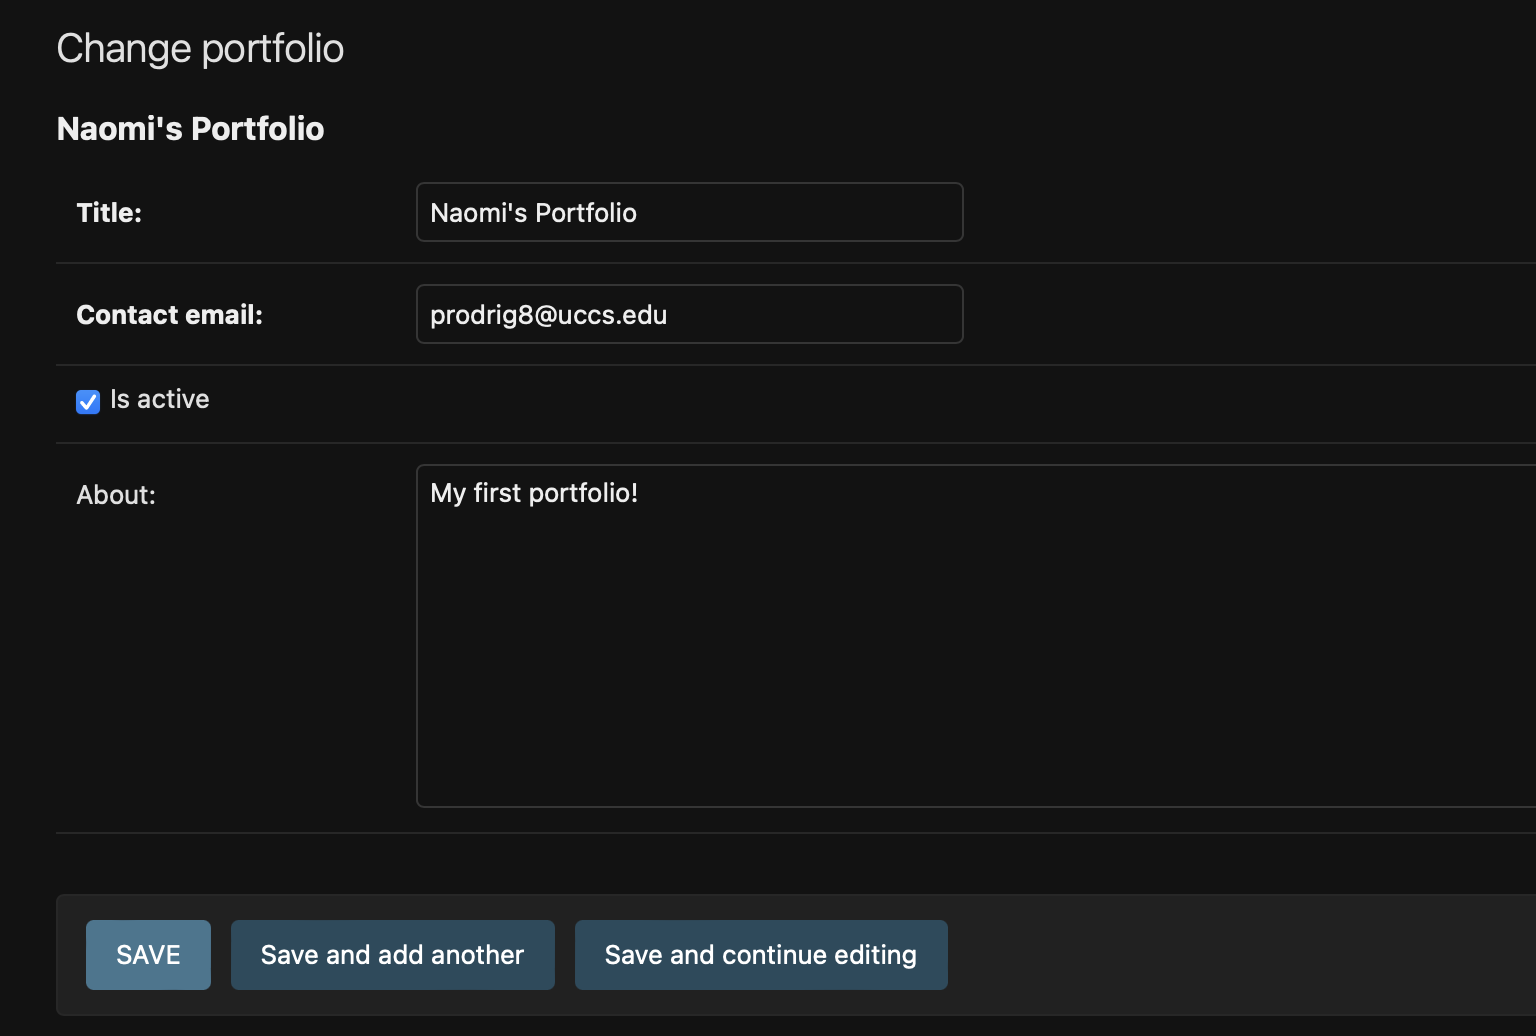 Change portfolio
Naomi's Portfolio
Title: Naomi's Portfolio
Contact email: prodrig8@uccs.edu
Is active
About: My first portfolio!
SAVE Save and add another Save and continue editing